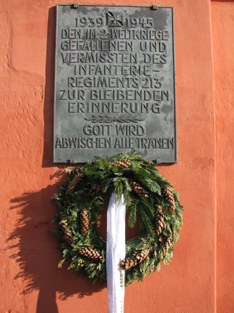 1939 1945
DEN IM 2. WELTKRIEGE
GEFALLENEN UND
VERMISSTEN DES
INFANTERIE-
REGIMENTS 213
ZUR BLEIBENDEN
ERINNERUNG
GOTT WIRD
ABWISCHEN ALLE TRÄNEN